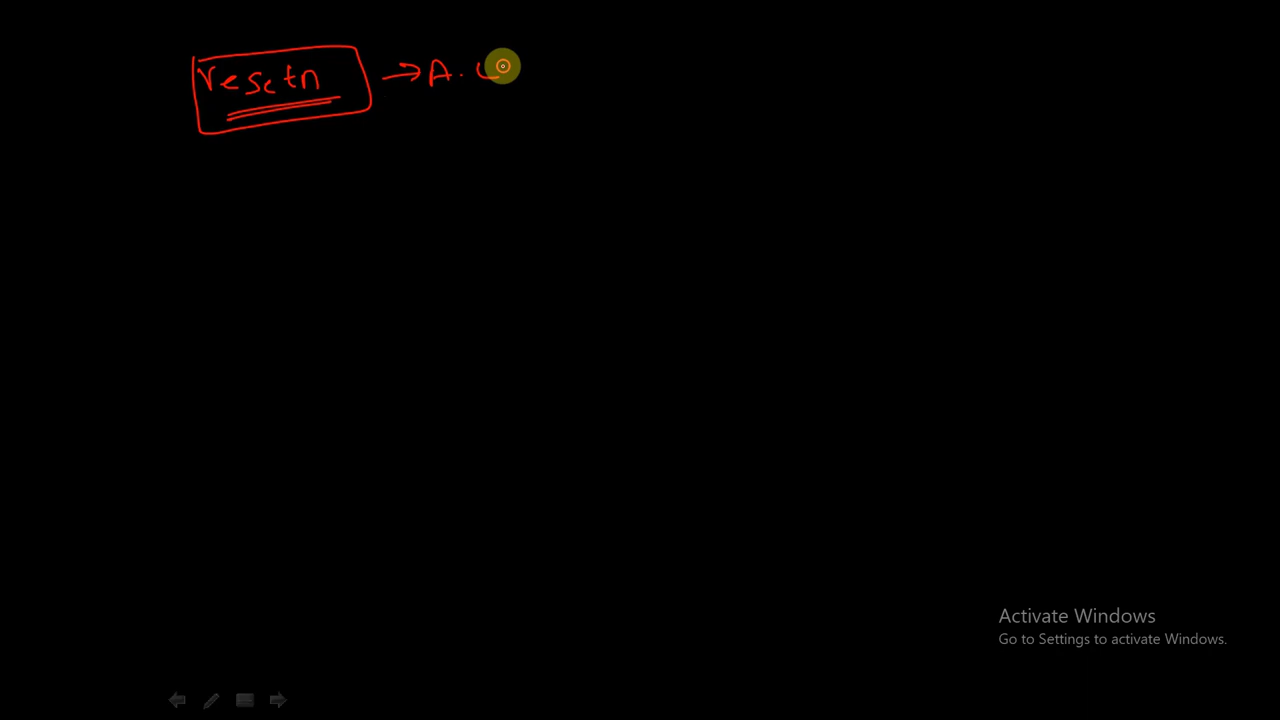 resctn → A.
Activate Windows
Go to Settings to activate Windows.